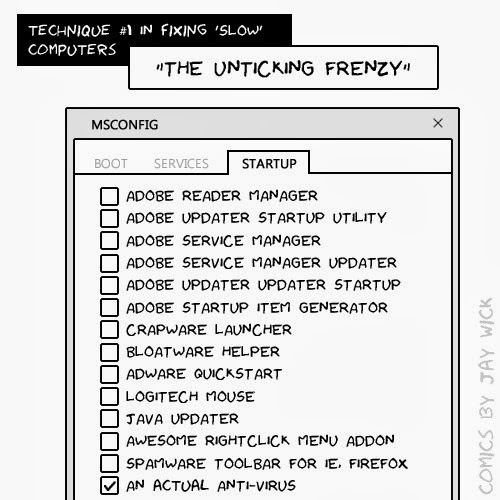 TECHNIQUE #1 IN FIXING 'SLOW'
COMPUTERS
"THE UNTICKING FRENZY"
MSCONFIG
BOOT SERVICES STARTUP
ADOBE READER MANAGER
ADOBE UPDATER STARTUP UTILITY
ADOBE SERVICE MANAGER
ADOBE SERVICE MANAGER UPDATER
ADOBE UPDATER UPDATER STARTUP
ADOBE STARTUP ITEM GENERATOR
CRAPWARE LAUNCHER
BLOATWARE HELPER
ADWARE QUICKSTART
LOGITECH MOUSE
JAVA UPDATER
AWESOME RIGHTCLICK MENU ADDON
SPAMWARE TOOLBAR FOR IE, FIREFOX
AN ACTUAL ANTI-VIRUS
COMICS BY JAY WICK